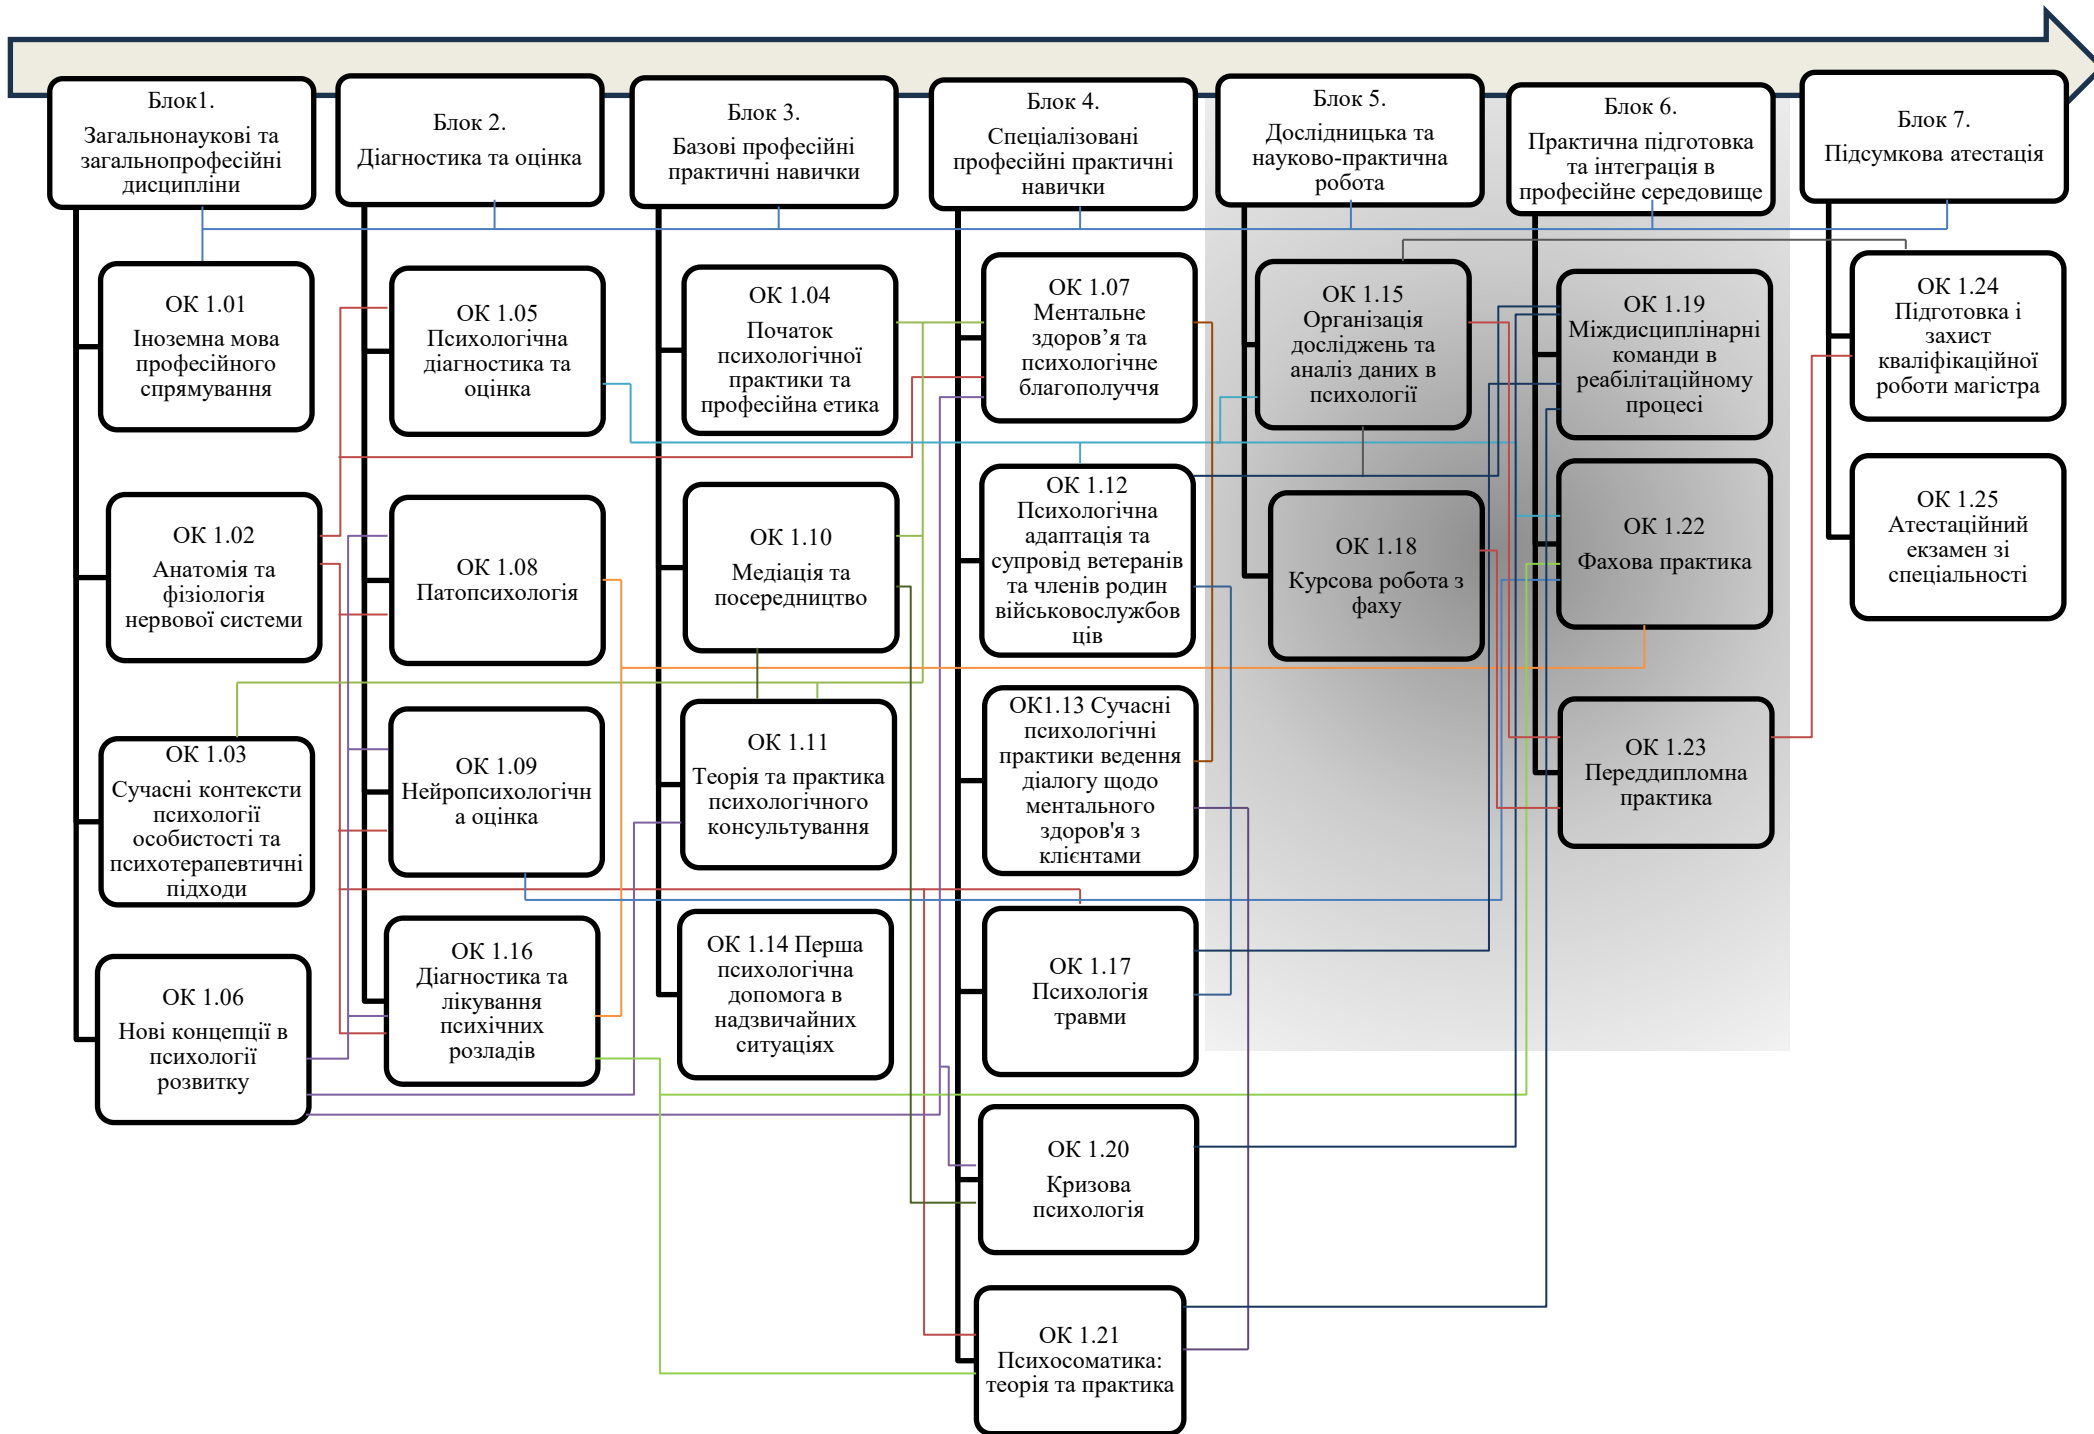 Блок1.
Загальнонаукові та
загальнопрофесійні
дисципліни
ОК 1.01
Іноземна мова
професійного
спрямування
ОК 1.02
Анатомія та
фізіологія
нервової системи
ОК 1.03
Сучасні контексти
психології
особистості та
психотерапевтичні
підходи
ОК 1.06
Нові концепції в
психології
розвитку
Блок 2.
Діагностика та оцінка
ОК 1.05
Психологічна
діагностика та
оцінка
ОК 1.08
Патопсихологія
ОК 1.09
Нейропсихологічн
а оцінка
ОК 1.16
Діагностика та
лікування
психічних
розладів
Блок 3.
Базові професійні
практичні навички
ОК 1.04
Початок
психологічної
практики та
професійна етика
ОК 1.10
Медіація та
посередництво
ОК 1.11
Теорія та практика
психологічного
консультування
ОК 1.14 Перша
психологічна
допомога в
надзвичайних
ситуаціях
Блок 4.
Спеціалізовані
професійні практичні
навички
ОК 1.07
Ментальне
здоров’я та
психологічне
благополуччя
ОК 1.12
Психологічна
адаптація та
супровід ветеранів
та членів родин
військовослужбов
ців
ОК1.13 Сучасні
психологічні
практики ведення
діалогу щодо
ментального
здоров'я з
клієнтами
ОК 1.17
Психологія
травми
ОК 1.20
Кризова
психологія
ОК 1.21
Психосоматика:
теорія та практика
Блок 5.
Дослідницька та
науково-практична
робота
ОК 1.15
Організація
досліджень та
аналіз даних в
психології
ОК 1.18
Курсова робота з
фаху
Блок 6.
Практична підготовка
та інтеграція в
професійне середовище
ОК 1.19
Міждисциплінарні
команди в
реабілітаційному
процесі
ОК 1.22
Фахова практика
ОК 1.23
Переддипломна
практика
Блок 7.
Підсумкова атестація
ОК 1.24
Підготовка і
захист
кваліфікаційної
роботи магістра
ОК 1.25
Атестаційний
екзамен зі
спеціальності